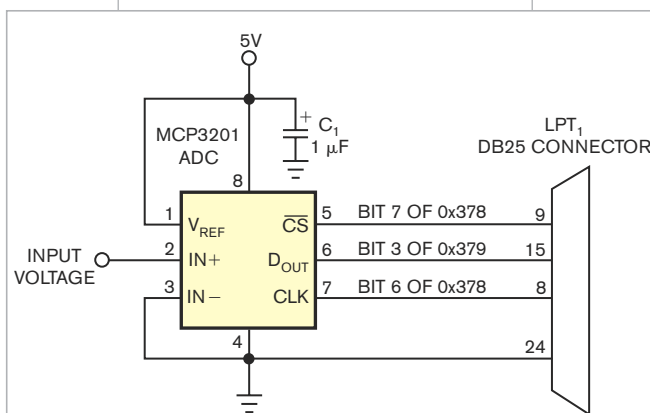 5V
+
C1
1 µF
MCP3201
ADC
LPT1
DB25 CONNECTOR
8
1
VREF
CS
5
BIT 7 OF 0x378
9
INPUT
VOLTAGE
2
IN+
DOUT
6
BIT 3 OF 0x379
15
3
IN−
CLK
7
BIT 6 OF 0x378
8
4
24